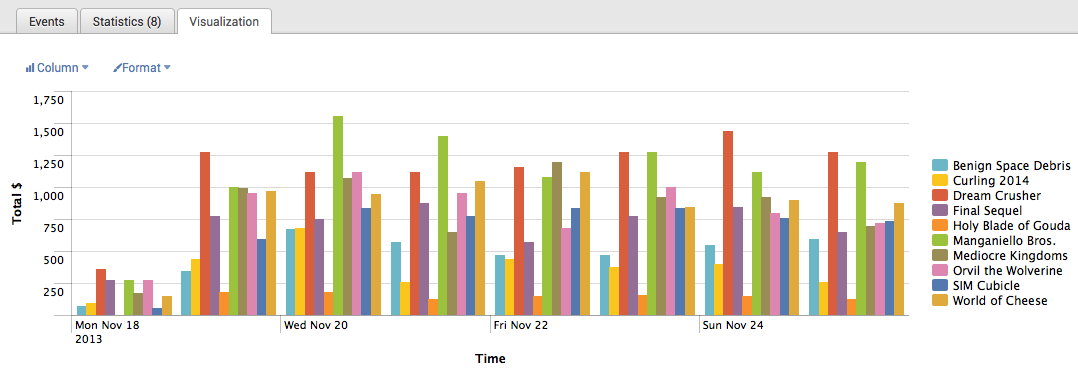 Events Statistics (8) Visualization
Column Format
1,750
1,500
1,250
1,000
750
500
250
Total $
Mon Nov 18 Wed Nov 20 Fri Nov 22 Sun Nov 24
2013
Time
Benign Space Debris
Curling 2014
Dream Crusher
Final Sequel
Holy Blade of Gouda
Manganiello Bros.
Mediocre Kingdoms
Orvil the Wolverine
SIM Cubicle
World of Cheese